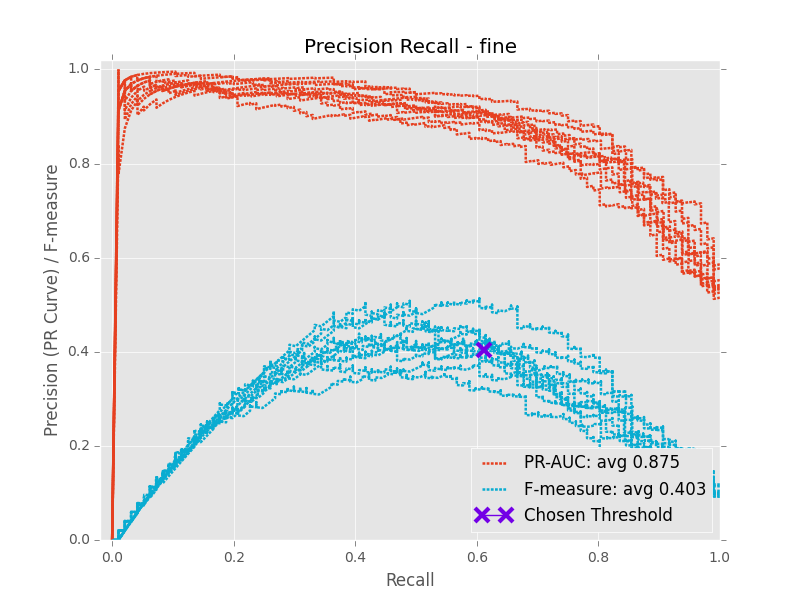 Precision Recall - fine
Precision (PR Curve) / F-measure
1.0
0.8
0.6
0.4
0.2
0.0
0.0 0.2 0.4 0.6 0.8 1.0
Recall
PR-AUC: avg 0.875
F-measure: avg 0.403
Chosen Threshold